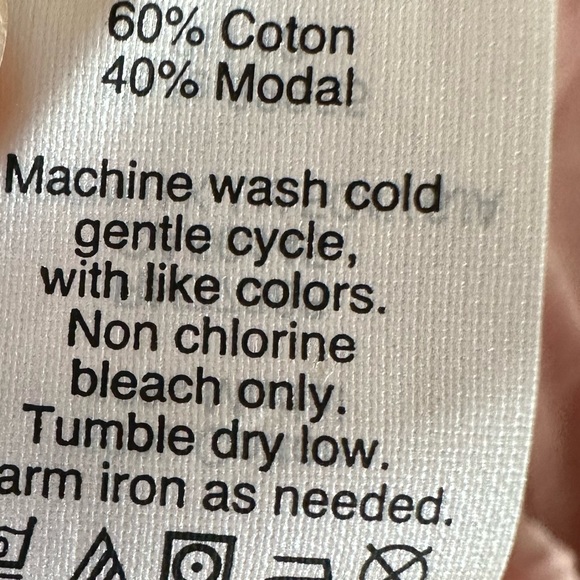 60% Coton
40% Modal
Machine wash cold
gentle cycle,
with like colors.
Non chlorine
bleach only.
Tumble dry low.
arm iron as needed.